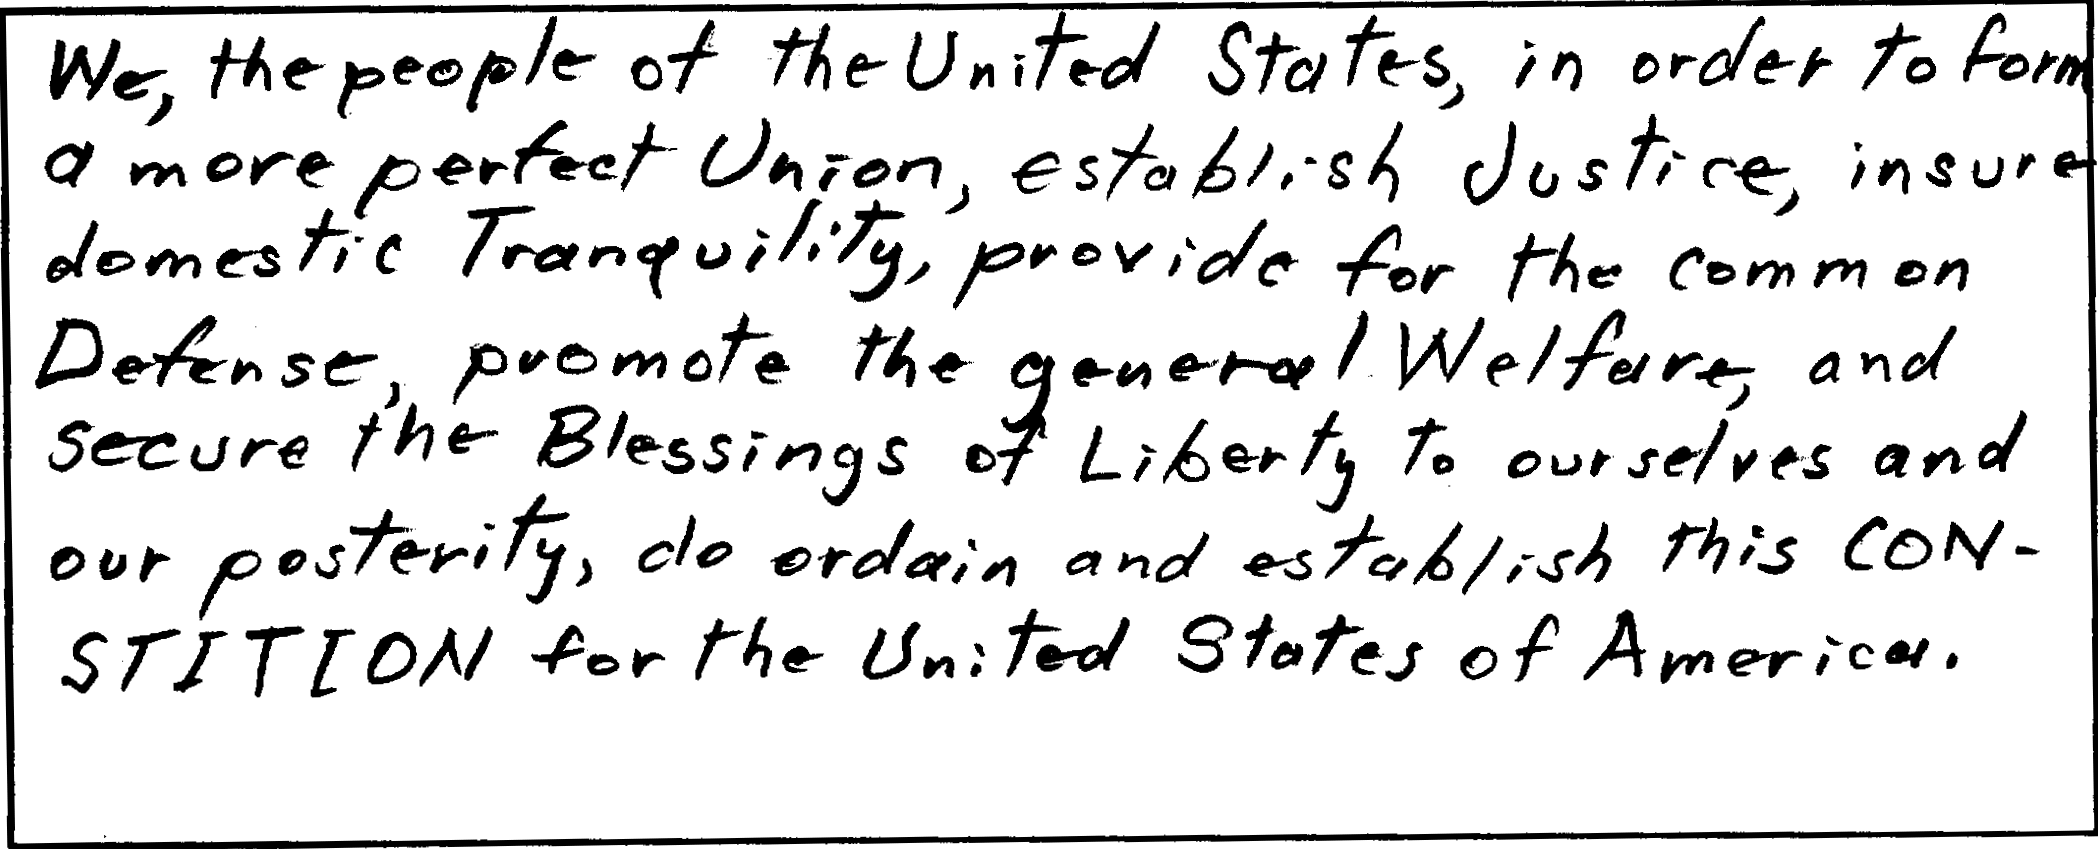 We, the people of the United States, in order to form
a more perfect Union, establish Justice, insure
domestic Tranquility, provide for the common
Defense, promote the general Welfare, and
secure the Blessings of Liberty to ourselves and
our posterity, do ordain and establish this CON-
STITION for the United States of America.